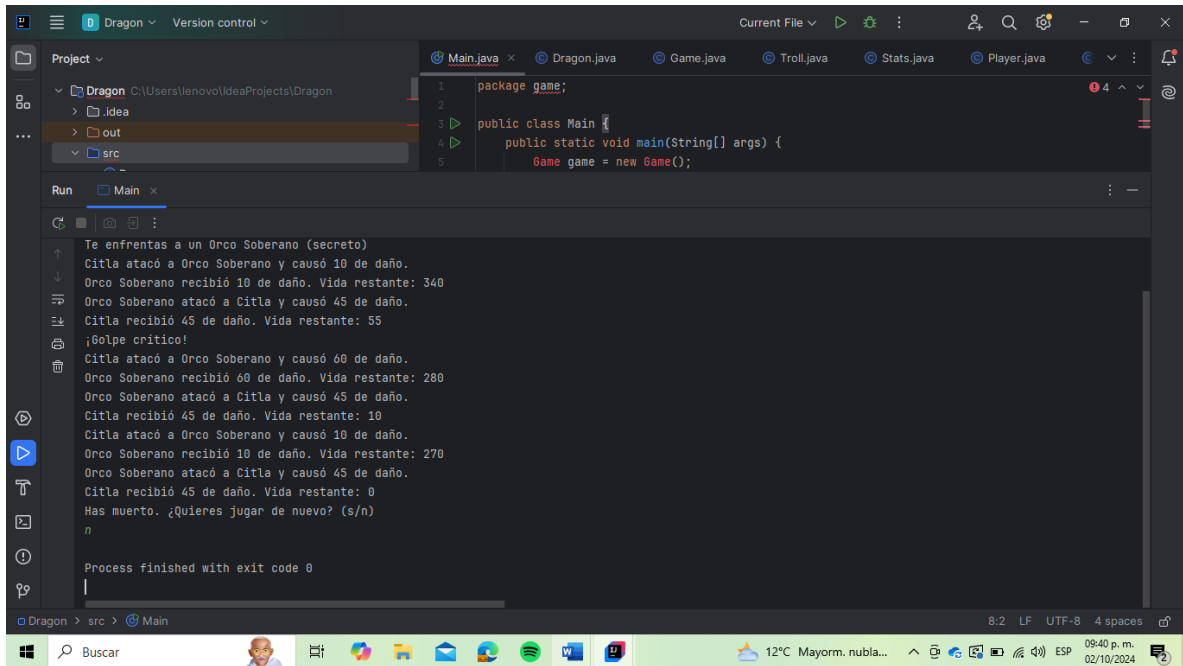 Dragon Version control Current File
Project
Main.java Dragon.java Game.java Troll.java Stats.java Player.java
Dragon C:\Users\lenovo\IdeaProjects\Dragon
.idea
out
src
1 package game;
2
3 public class Main {
4 public static void main(String[] args) {
5 Game game = new Game();
4
Run Main
Te enfrentas a un Orco Soberano (secreto)
Citla atacó a Orco Soberano y causó 10 de daño.
Orco Soberano recibió 10 de daño. Vida restante: 340
Orco Soberano atacó a Citla y causó 45 de daño.
Citla recibió 45 de daño. Vida restante: 55
¡Golpe crítico!
Citla atacó a Orco Soberano y causó 60 de daño.
Orco Soberano recibió 60 de daño. Vida restante: 280
Orco Soberano atacó a Citla y causó 45 de daño.
Citla recibió 45 de daño. Vida restante: 10
Citla atacó a Orco Soberano y causó 10 de daño.
Orco Soberano recibió 10 de daño. Vida restante: 270
Orco Soberano atacó a Citla y causó 45 de daño.
Citla recibió 45 de daño. Vida restante: 0
Has muerto. ¿Quieres jugar de nuevo? (s/n)
n
Process finished with exit code 0
Dragon > src > Main 8:2 LF UTF-8 4 spaces
Buscar 12°C Mayorm. nubla... ESP 09:40 p. m.
02/10/2024